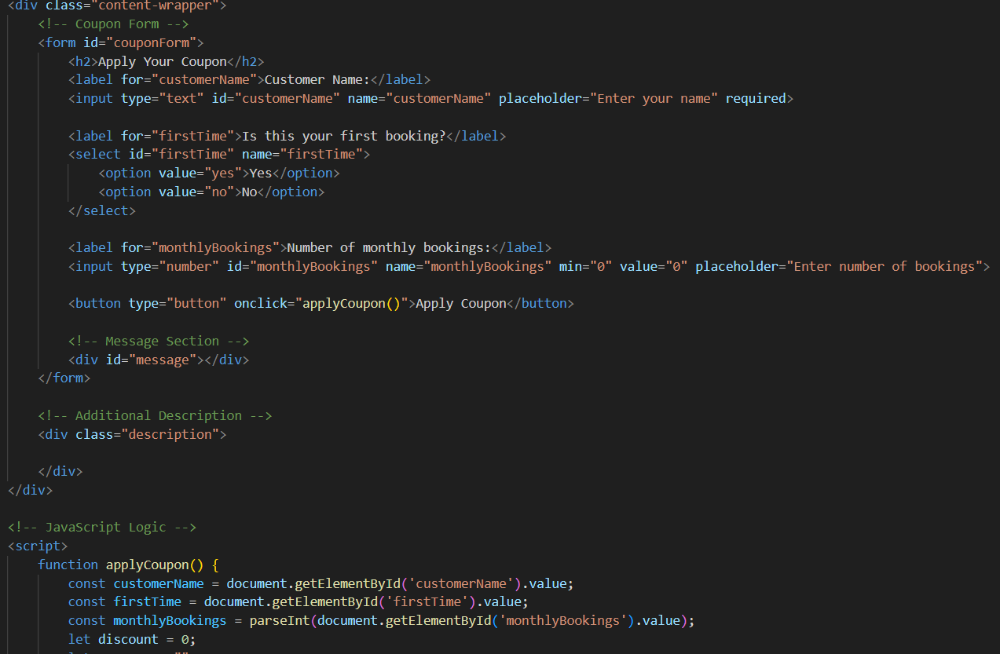 <div class="content-wrapper">
    <!-- Coupon Form -->
    <form id="couponForm">
        <h2>Apply Your Coupon</h2>
        <label for="customerName">Customer Name:</label>
        <input type="text" id="customerName" name="customerName" placeholder="Enter your name" required>

        <label for="firstTime">Is this your first booking?</label>
        <select id="firstTime" name="firstTime">
            <option value="yes">Yes</option>
            <option value="no">No</option>
        </select>

        <label for="monthlyBookings">Number of monthly bookings:</label>
        <input type="number" id="monthlyBookings" name="monthlyBookings" min="0" value="0" placeholder="Enter number of bookings">

        <button type="button" onclick="applyCoupon()">Apply Coupon</button>

        <!-- Message Section -->
        <div id="message"></div>
    </form>

    <!-- Additional Description -->
    <div class="description">

    </div>
</div>

<!-- JavaScript Logic -->
<script>
    function applyCoupon() {
        const customerName = document.getElementById('customerName').value;
        const firstTime = document.getElementById('firstTime').value;
        const monthlyBookings = parseInt(document.getElementById('monthlyBookings').value);
        let discount = 0;